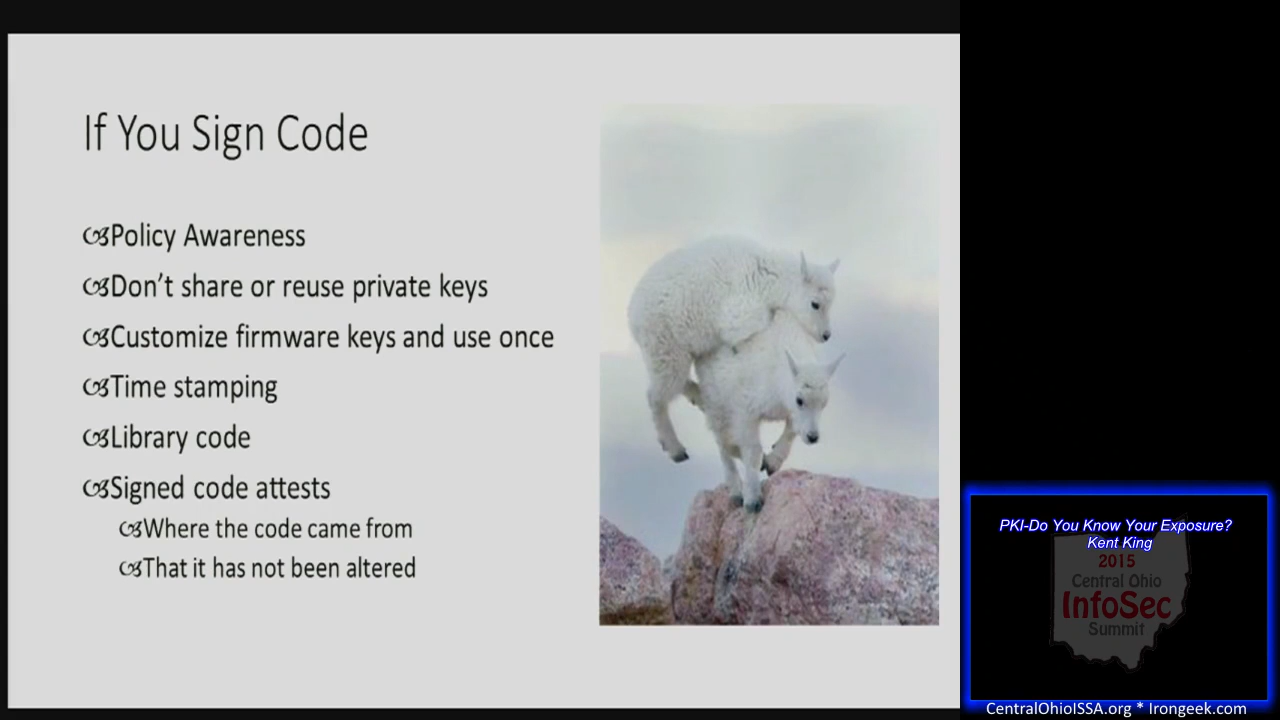 If You Sign Code
Policy Awareness
Don't share or reuse private keys
Customize firmware keys and use once
Time stamping
Library code
Signed code attests
Where the code came from
That it has not been altered
PKI-Do You Know Your Exposure?
Kent King
2015
Central Ohio
InfoSec
Summit
CentralOhioISSA.org * Irongeek.com